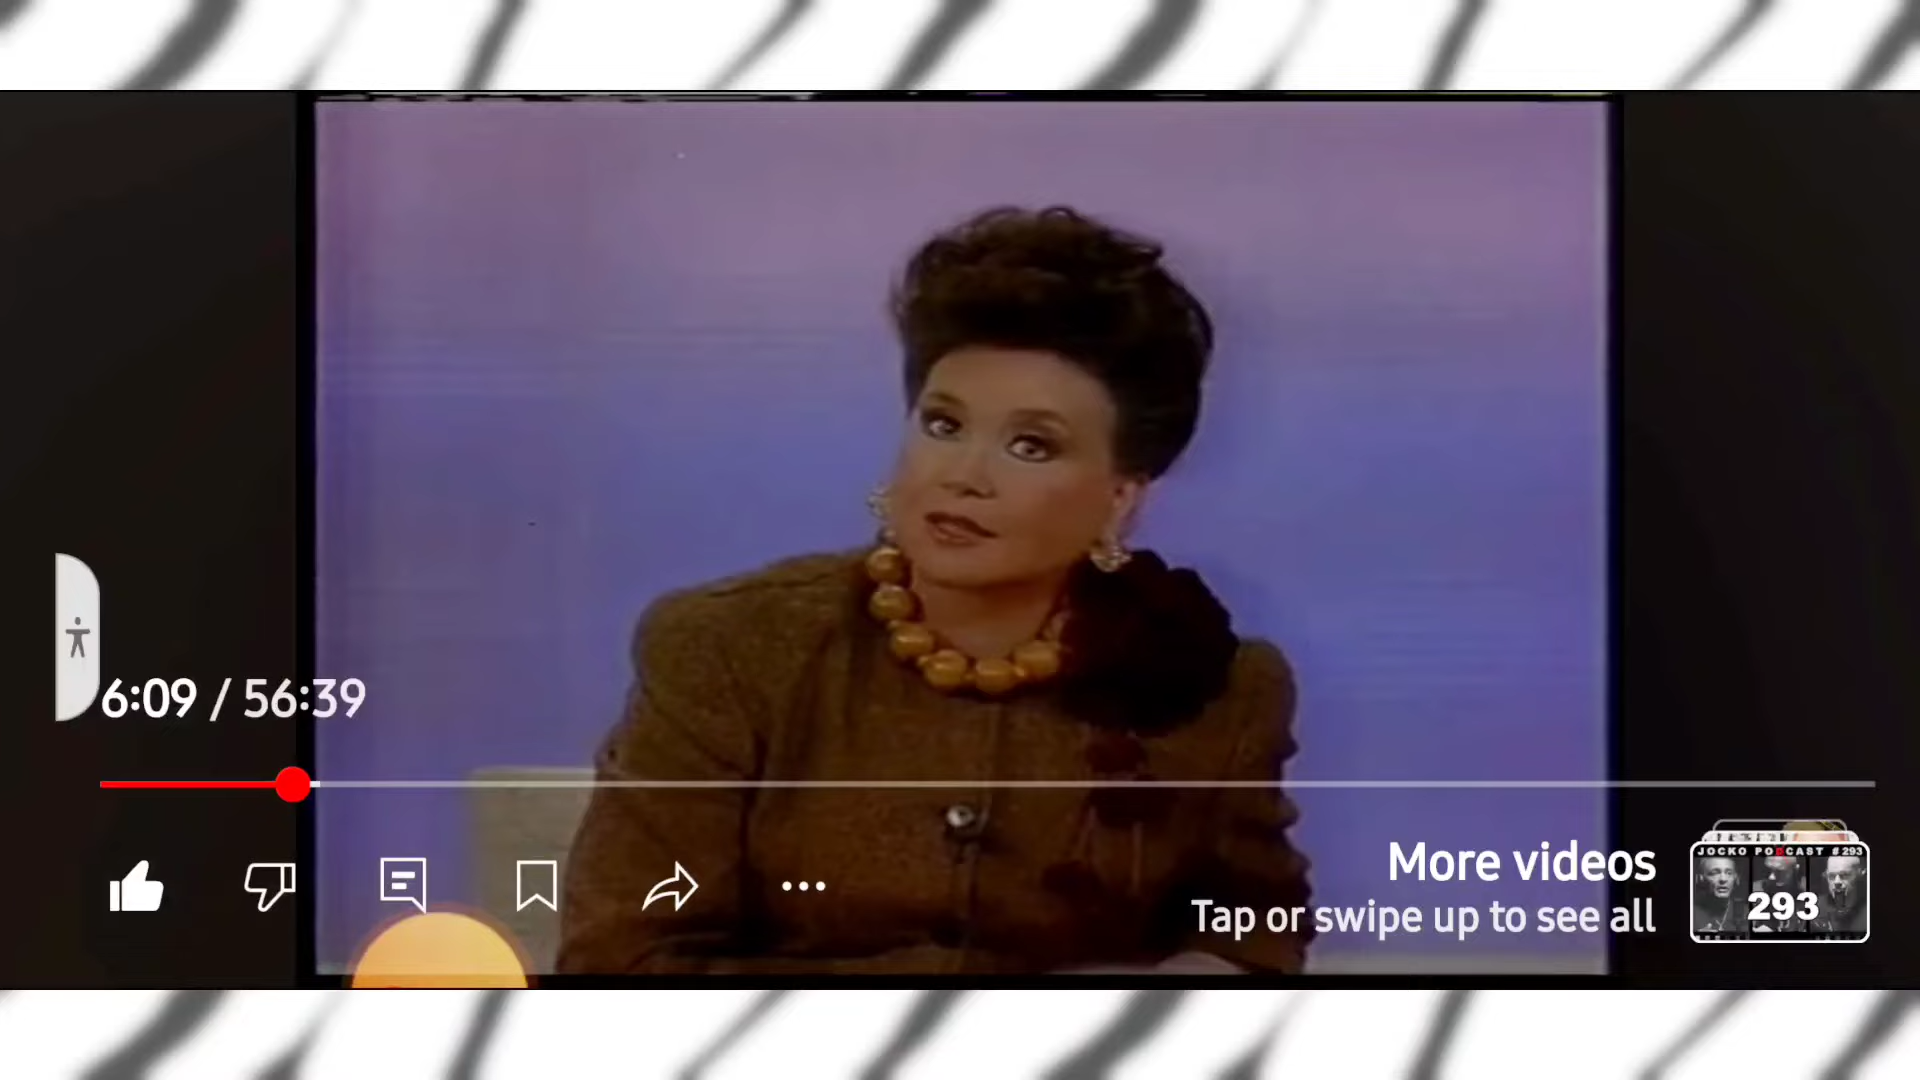 6:09 / 56:39
More videos
Tap or swipe up to see all
JOCKO PODCAST #293
293